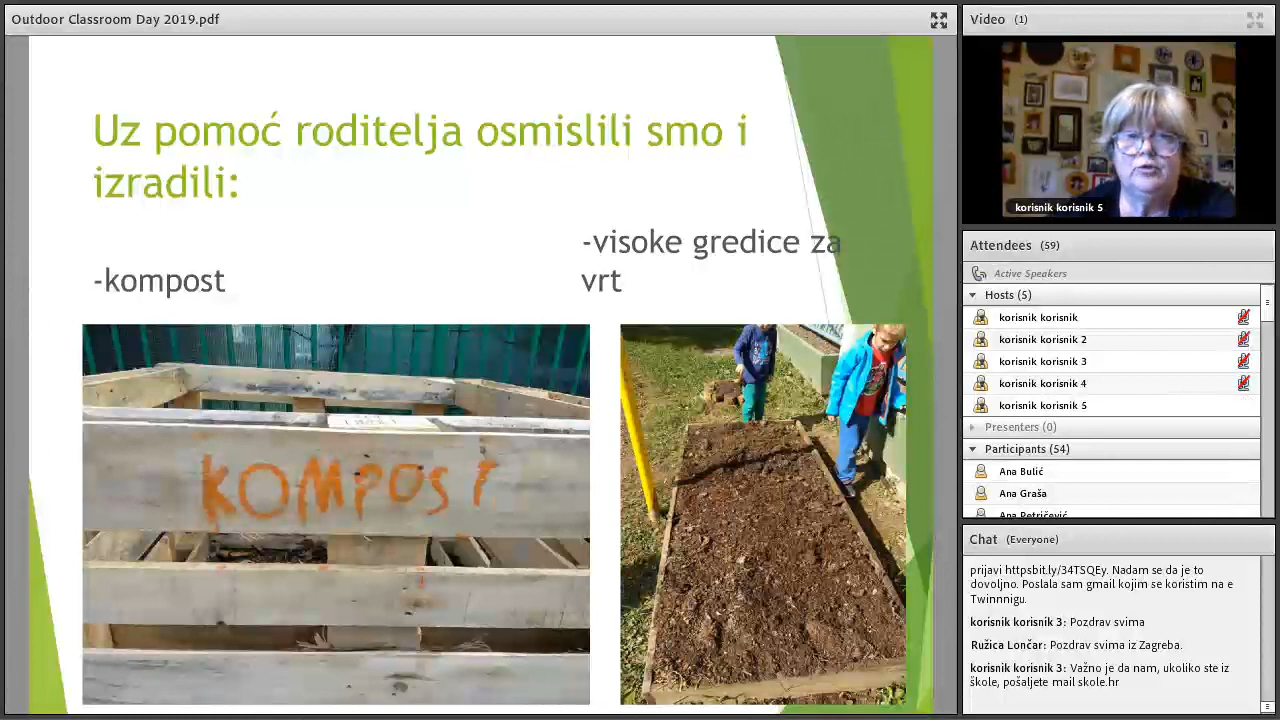 Outdoor Classroom Day 2019.pdf
Uz pomoć roditelja osmislili smo i
izradili:
-kompost
-visoke gredice za
vrt
KOMPOST
Video (1)
korisnik korisnik 5
Attendees (59)
Active Speakers
Hosts (5)
korisnik korisnik
korisnik korisnik 2
korisnik korisnik 3
korisnik korisnik 4
korisnik korisnik 5
Presenters (0)
Participants (54)
Ana Bulić
Ana Graša
Ana Petričević
Chat (Everyone)
prijavi httpsbit.ly/34TSQEy. Nadam se da je to
dovoljno. Poslala sam gmail kojim se koristim na e
Twinnnigu.
korisnik korisnik 3: Pozdrav svima
Ružica Lončar: Pozdrav svima iz Zagreba.
korisnik korisnik 3: Važno je da nam, ukoliko ste iz
škole, pošaljete mail skole.hr